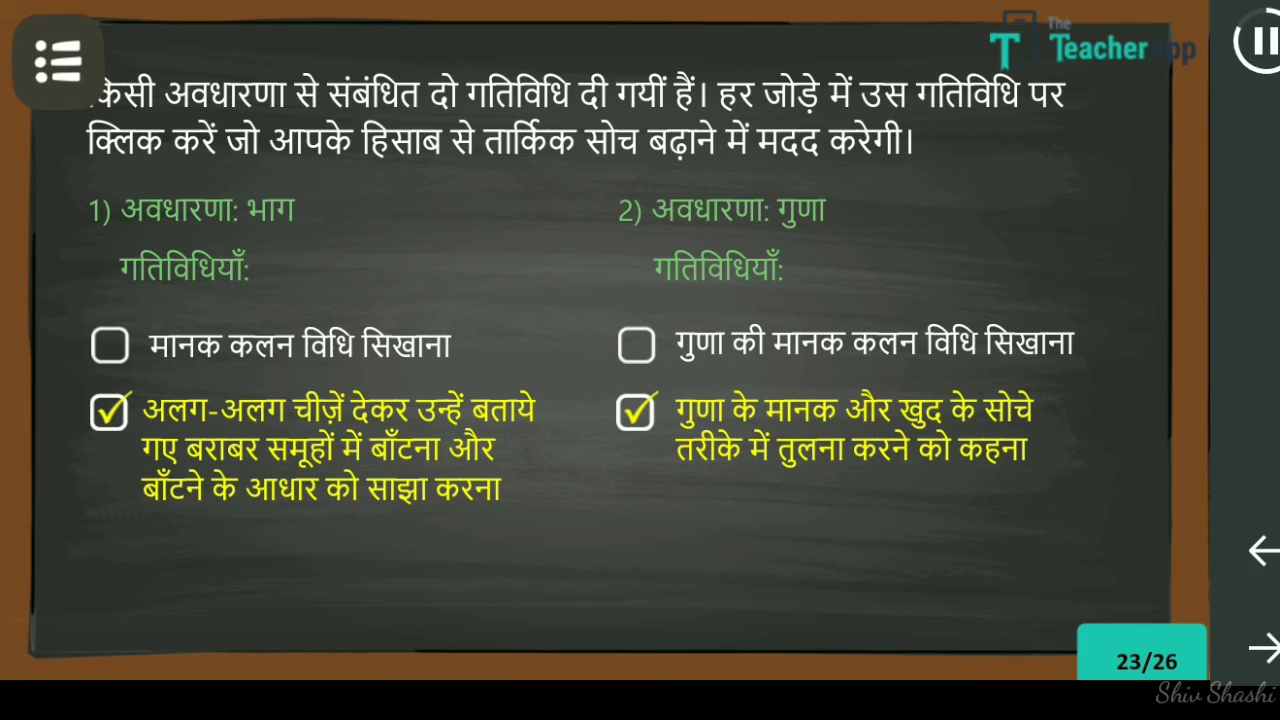 The
TeacherApp
किसी अवधारणा से संबंधित दो गतिविधि दी गयीं हैं। हर जोड़े में उस गतिविधि पर
क्लिक करें जो आपके हिसाब से तार्किक सोच बढ़ाने में मदद करेगी।
1) अवधारणा: भाग
गतिविधियाँ:
मानक कलन विधि सिखाना
अलग-अलग चीज़ें देकर उन्हें बताये
गए बराबर समूहों में बाँटना और
बाँटने के आधार को साझा करना
2) अवधारणा: गुणा
गतिविधियाँ:
गुणा की मानक कलन विधि सिखाना
गुणा के मानक और खुद के सोचे
तरीके में तुलना करने को कहना
23/26
Shiv Shashi